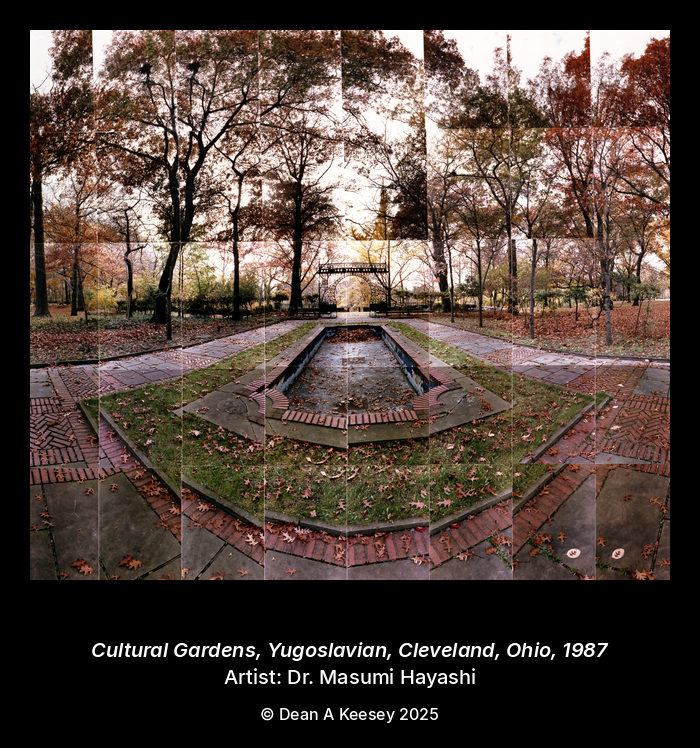 Cultural Gardens, Yugoslavian, Cleveland, Ohio, 1987
Artist: Dr. Masumi Hayashi
© Dean A Keesey 2025